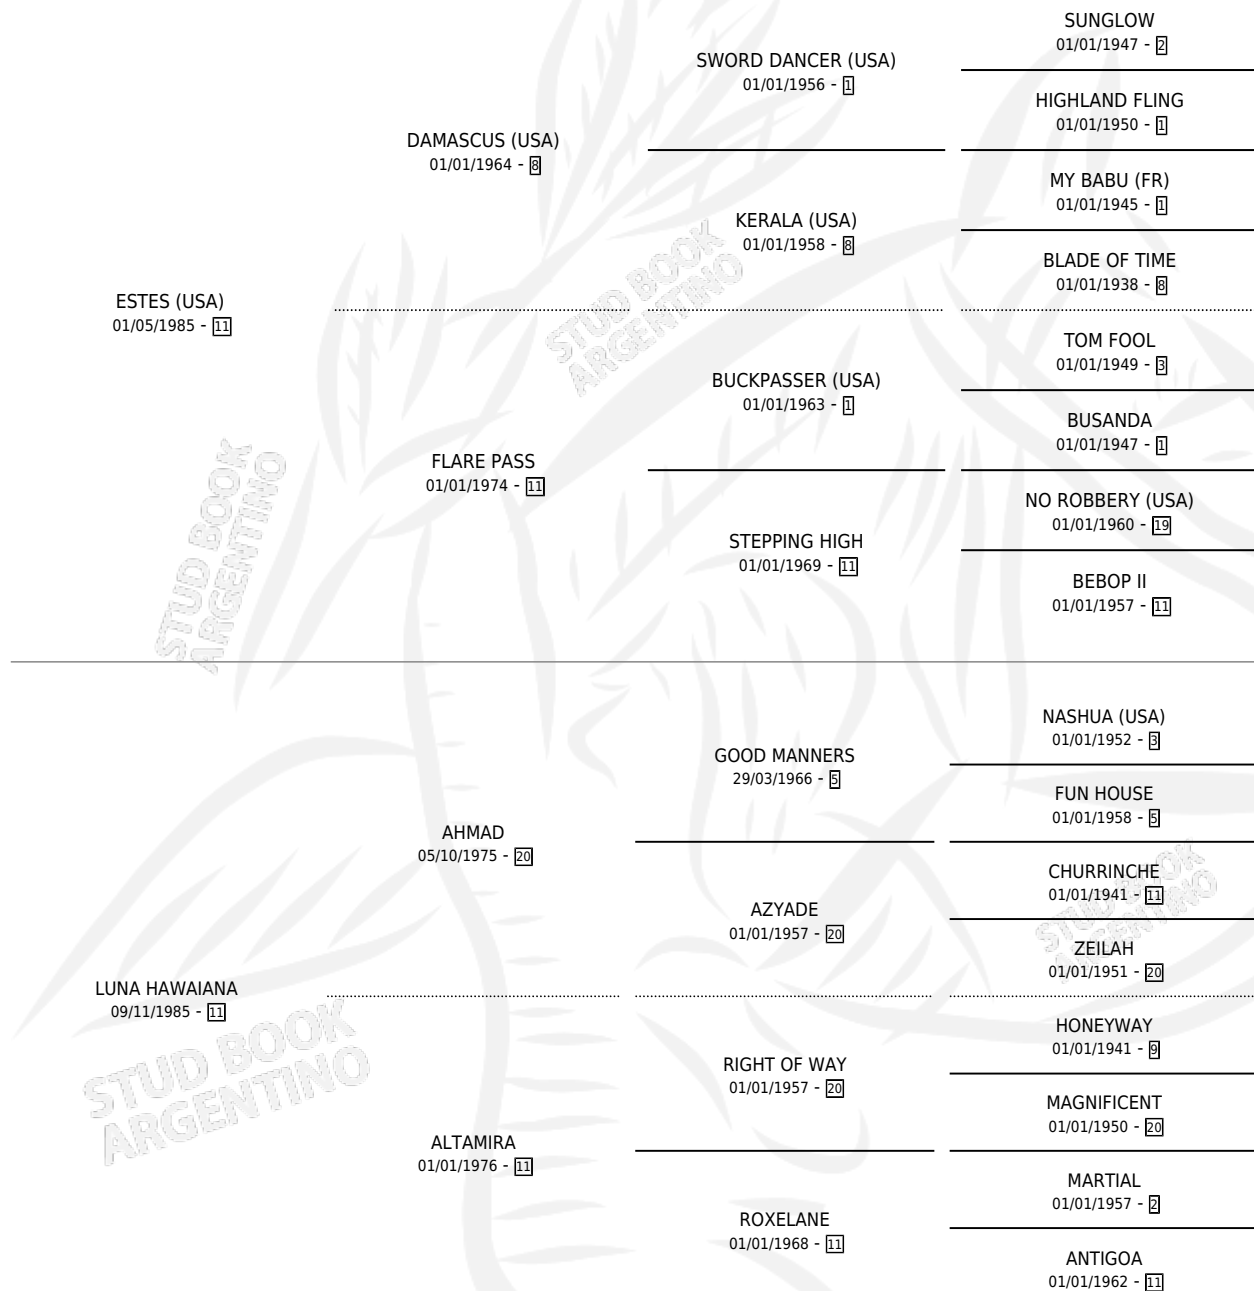 SUNGLOW
01/01/1947 - 2
SWORD DANCER (USA)
01/01/1956 - 1
HIGHLAND FLING
01/01/1950 - 1
DAMASCUS (USA)
01/01/1964 - 8
MY BABU (FR)
01/01/1945 - 1
KERALA (USA)
01/01/1958 - 8
BLADE OF TIME
01/01/1938 - 8
ESTES (USA)
01/05/1985 - 11
TOM FOOL
01/01/1949 - 3
BUCKPASSER (USA)
01/01/1963 - 1
BUSANDA
01/01/1947 - 1
FLARE PASS
01/01/1974 - 11
NO ROBBERY (USA)
01/01/1960 - 19
STEPPING HIGH
01/01/1969 - 11
BEBOP II
01/01/1957 - 11
NASHUA (USA)
01/01/1952 - 3
GOOD MANNERS
29/03/1966 - 5
FUN HOUSE
01/01/1958 - 5
AHMAD
05/10/1975 - 20
CHURRINCHE
01/01/1941 - 11
AZYADE
01/01/1957 - 20
ZEILAH
01/01/1951 - 20
LUNA HAWAIANA
09/11/1985 - 11
HONEYWAY
01/01/1941 - 9
RIGHT OF WAY
01/01/1957 - 20
MAGNIFICENT
01/01/1950 - 20
ALTAMIRA
01/01/1976 - 11
MARTIAL
01/01/1957 - 2
ROXELANE
01/01/1968 - 11
ANTIGOA
01/01/1962 - 11
STUD BOOK
ARGENTINO
STUD BOOK
ARGENTINO
STUD BOOK
ARGENTINO
STUD BOOK
ARGENTINO